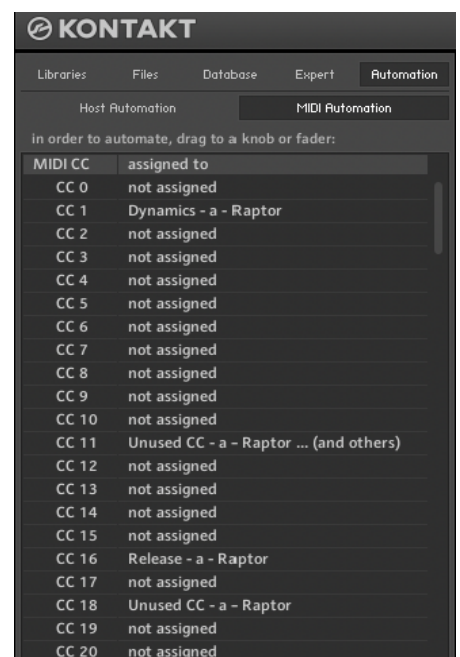 KONTAKT
Libraries Files Database Expert Automation
Host Automation MIDI Automation
in order to automate, drag to a knob or fader:
MIDI CC assigned to
CC 0 not assigned
CC 1 Dynamics - a - Raptor
CC 2 not assigned
CC 3 not assigned
CC 4 not assigned
CC 5 not assigned
CC 6 not assigned
CC 7 not assigned
CC 8 not assigned
CC 9 not assigned
CC 10 not assigned
CC 11 Unused CC - a - Raptor ... (and others)
CC 12 not assigned
CC 13 not assigned
CC 14 not assigned
CC 15 not assigned
CC 16 Release - a - Raptor
CC 17 not assigned
CC 18 Unused CC - a - Raptor
CC 19 not assigned
CC 20 not assigned